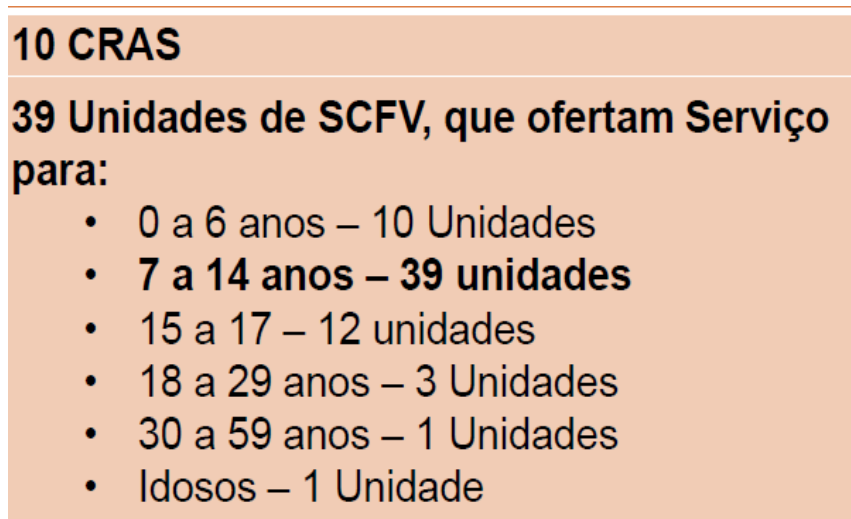 10 CRAS
39 Unidades de SCFV, que ofertam Serviço
para:
• 0 a 6 anos – 10 Unidades
• 7 a 14 anos – 39 unidades
• 15 a 17 – 12 unidades
• 18 a 29 anos – 3 Unidades
• 30 a 59 anos – 1 Unidades
• Idosos – 1 Unidade